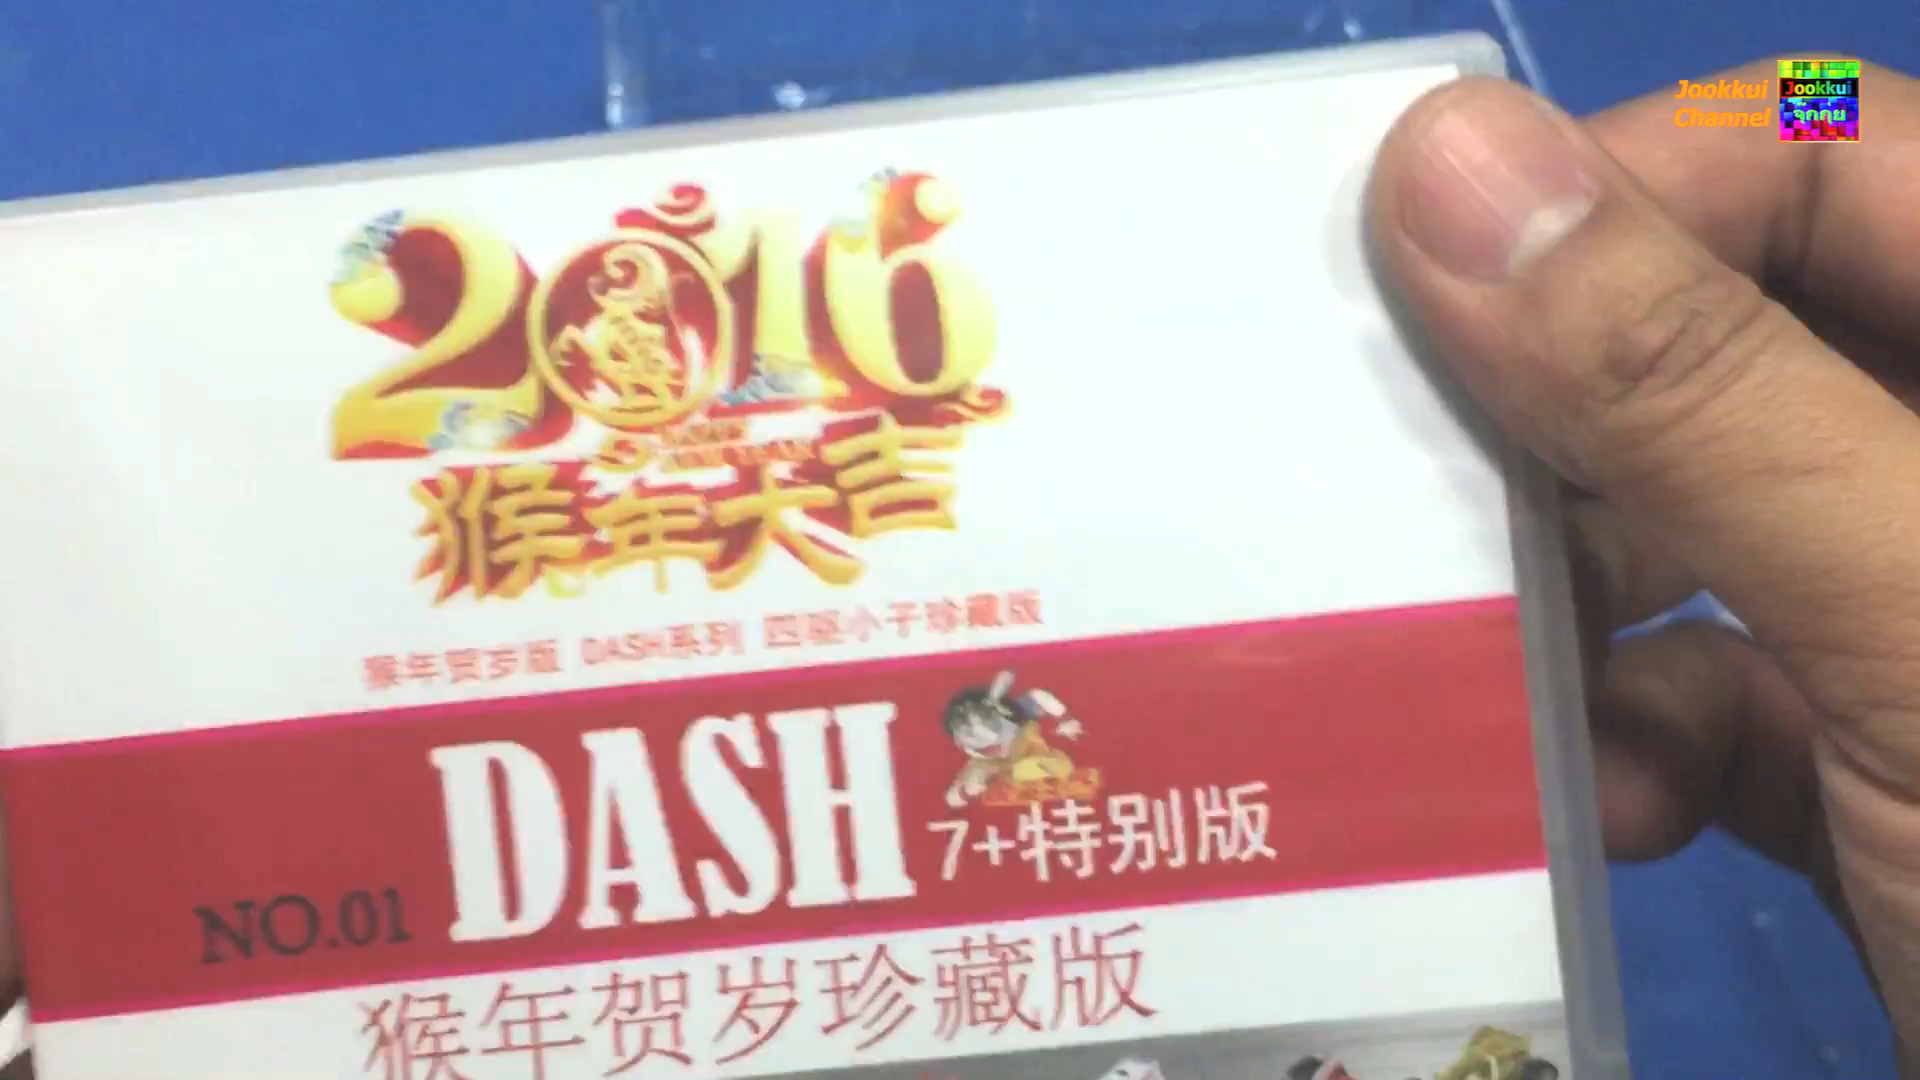 Jookkui
Channel
Jookkui
จุ๊กกุ่ย
2016
猴年大吉
猴年贺岁版 DASH系列 四驱小子珍藏版
NO.01 DASH 7+特别版
猴年贺岁珍藏版